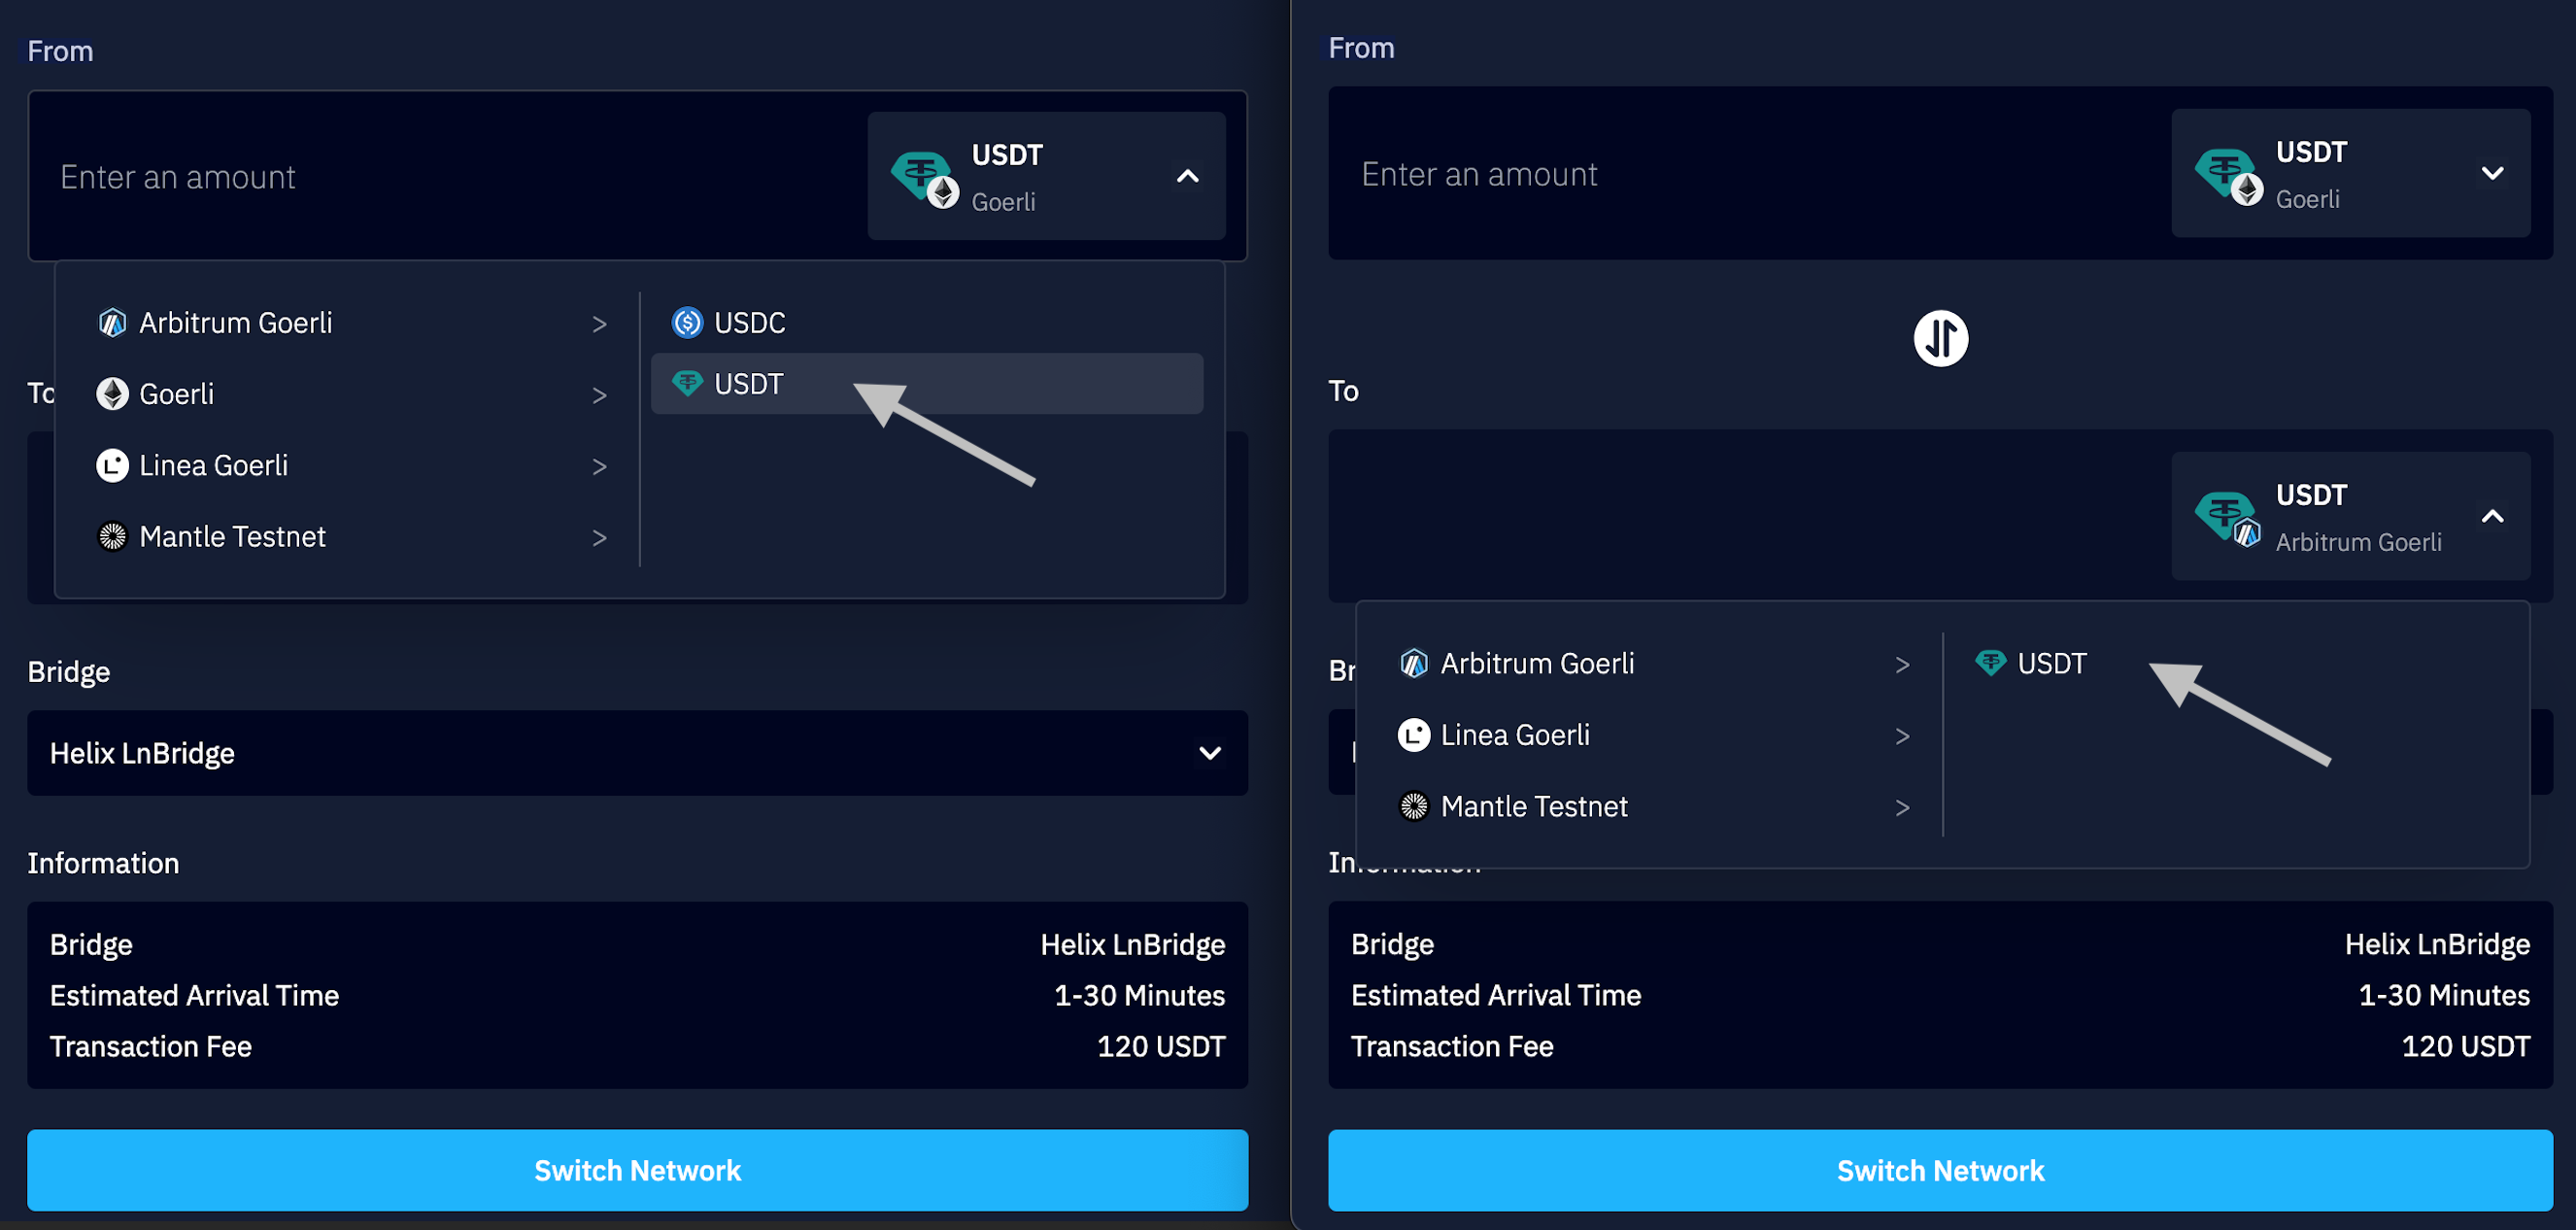 From
Enter an amount
USDT
Goerli
Arbitrum Goerli >
Goerli >
Linea Goerli >
Mantle Testnet >
USDC
USDT
To
Bridge
Helix LnBridge
Information
Bridge Helix LnBridge
Estimated Arrival Time 1-30 Minutes
Transaction Fee 120 USDT
Switch Network
From
Enter an amount
USDT
Goerli
To
USDT
Arbitrum Goerli
Br
Arbitrum Goerli >
Linea Goerli >
Mantle Testnet >
USDT
Information
Bridge Helix LnBridge
Estimated Arrival Time 1-30 Minutes
Transaction Fee 120 USDT
Switch Network